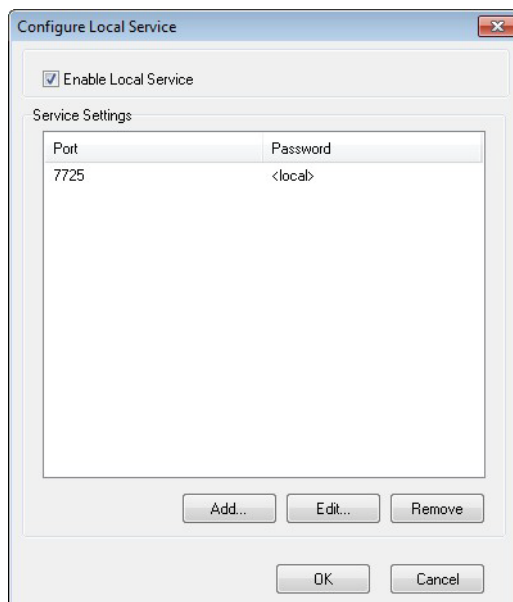 Configure Local Service
Enable Local Service
Service Settings
Port Password
7725 <local>
Add... Edit... Remove
OK Cancel